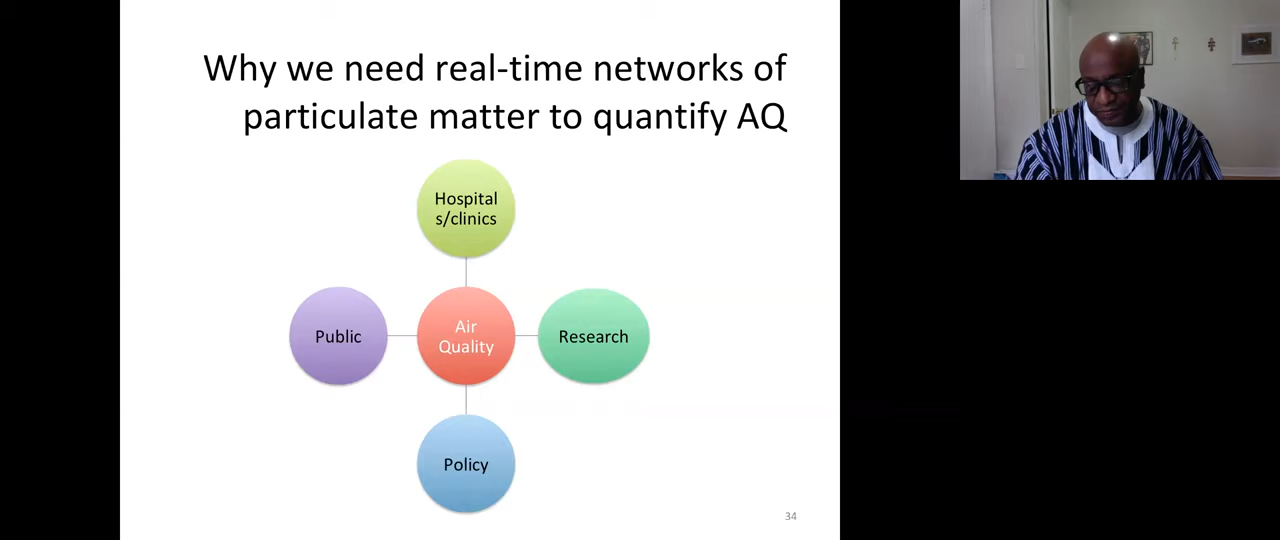 Why we need real-time networks of
particulate matter to quantify AQ
Hospital
s/clinics
Public
Air
Quality
Research
Policy
34